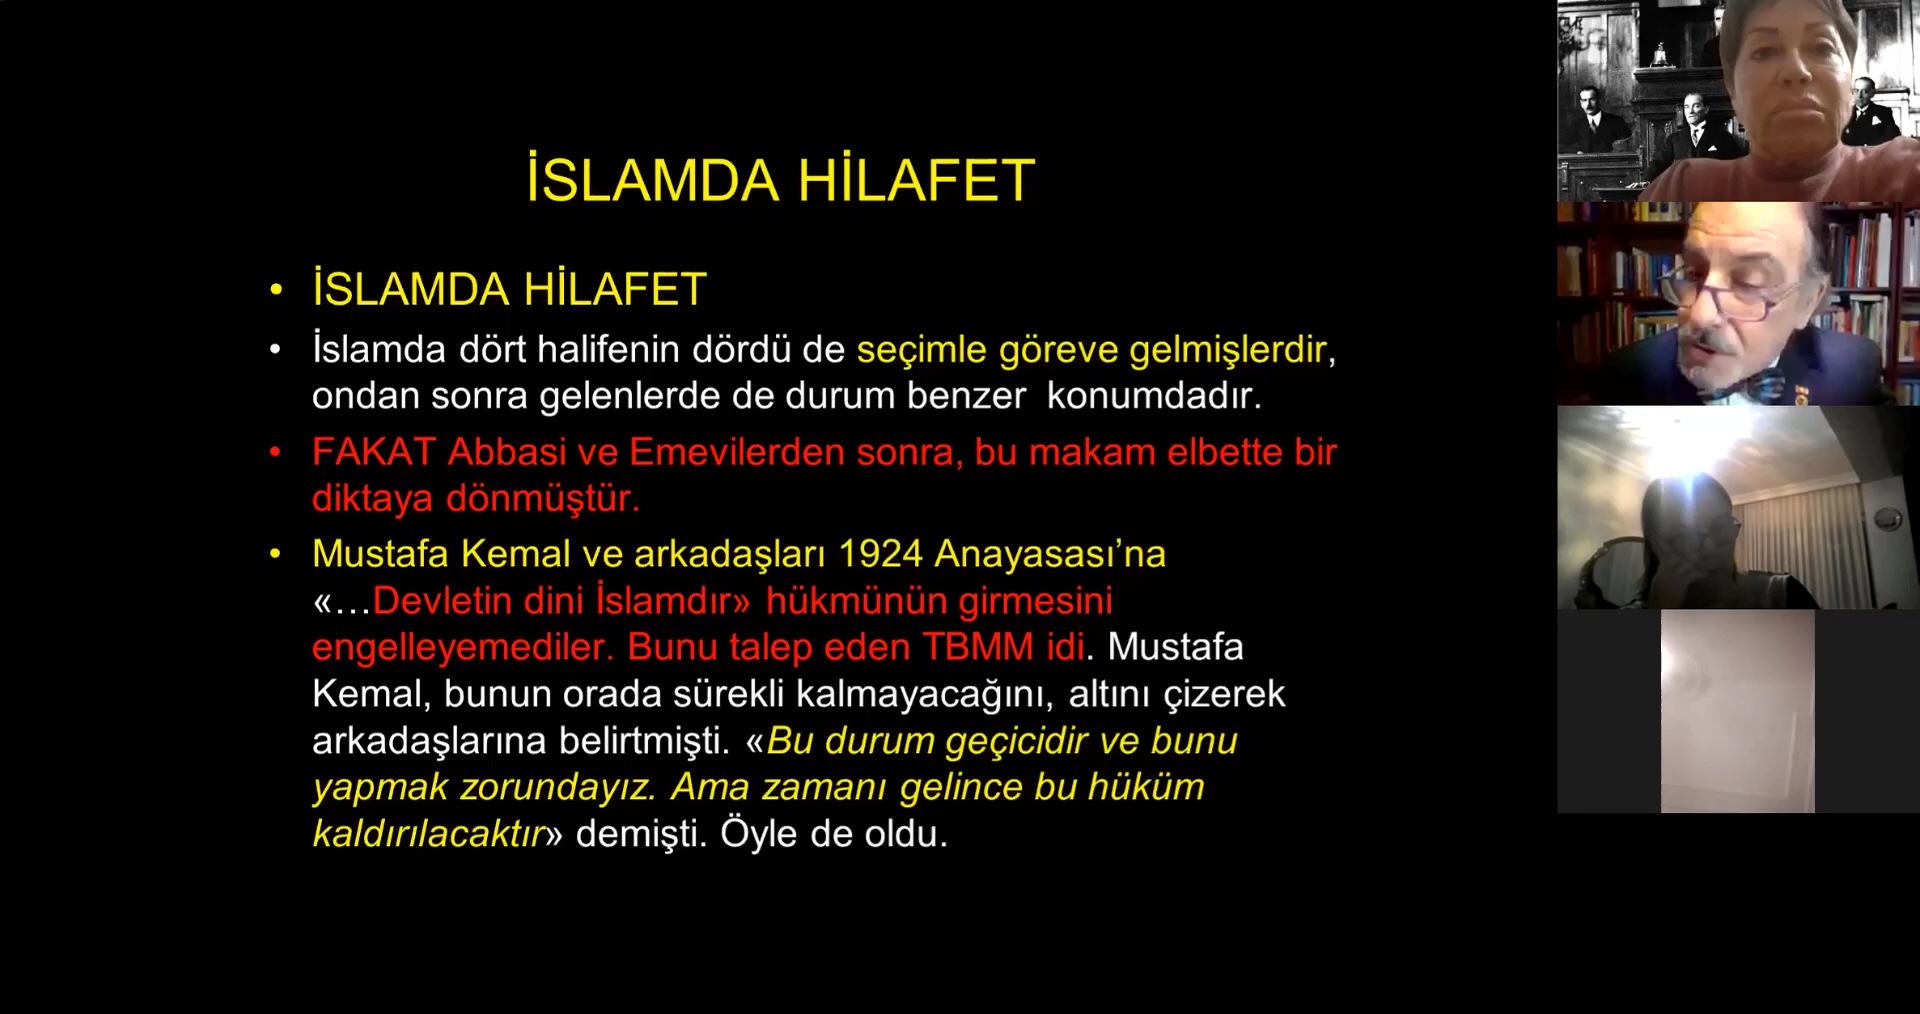 İSLAMDA HİLAFET
• İSLAMDA HİLAFET
• İslamda dört halifenin dördü de seçimle göreve gelmişlerdir,
ondan sonra gelenlerde de durum benzer konumdadır.
• FAKAT Abbasi ve Emevilerden sonra, bu makam elbette bir
diktaya dönmüştür.
• Mustafa Kemal ve arkadaşları 1924 Anayasası’na
«…Devletin dini İslamdır» hükmünün girmesini
engelleyemediler. Bunu talep eden TBMM idi. Mustafa
Kemal, bunun orada sürekli kalmayacağını, altını çizerek
arkadaşlarına belirtmişti. «Bu durum geçicidir ve bunu
yapmak zorundayız. Ama zamanı gelince bu hüküm
kaldırılacaktır» demişti. Öyle de oldu.